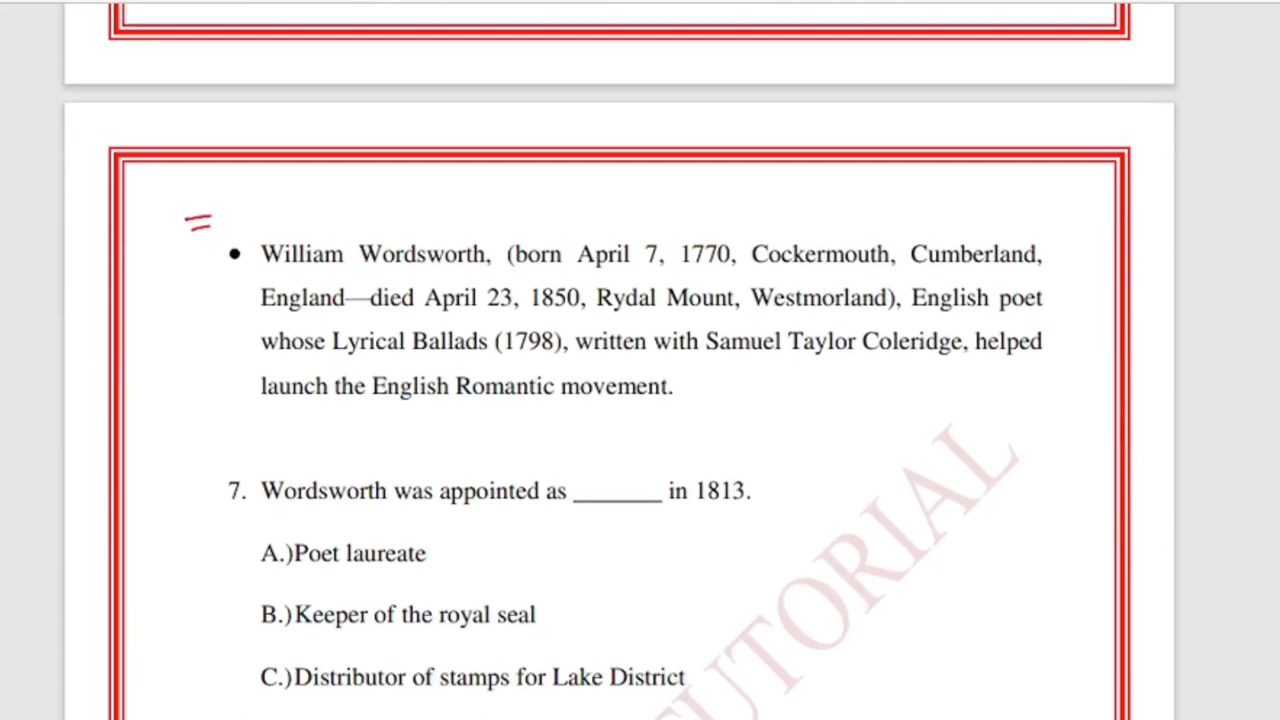 • William Wordsworth, (born April 7, 1770, Cockermouth, Cumberland,
England—died April 23, 1850, Rydal Mount, Westmorland), English poet
whose Lyrical Ballads (1798), written with Samuel Taylor Coleridge, helped
launch the English Romantic movement.
7. Wordsworth was appointed as _______ in 1813.
A.)Poet laureate
B.)Keeper of the royal seal
C.)Distributor of stamps for Lake District
UTORIAL